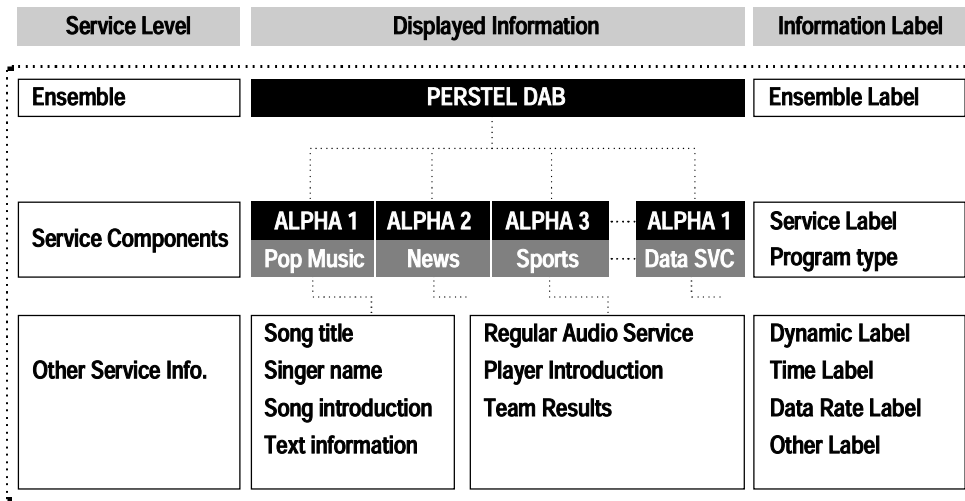 Service Level
Displayed Information
Information Label
Ensemble
PERSTEL DAB
Ensemble Label
Service Components
ALPHA 1
ALPHA 2
ALPHA 3
ALPHA 1
Pop Music
News
Sports
Data SVC
Service Label
Program type
Other Service Info.
Song title
Singer name
Song introduction
Text information
Regular Audio Service
Player Introduction
Team Results
Dynamic Label
Time Label
Data Rate Label
Other Label